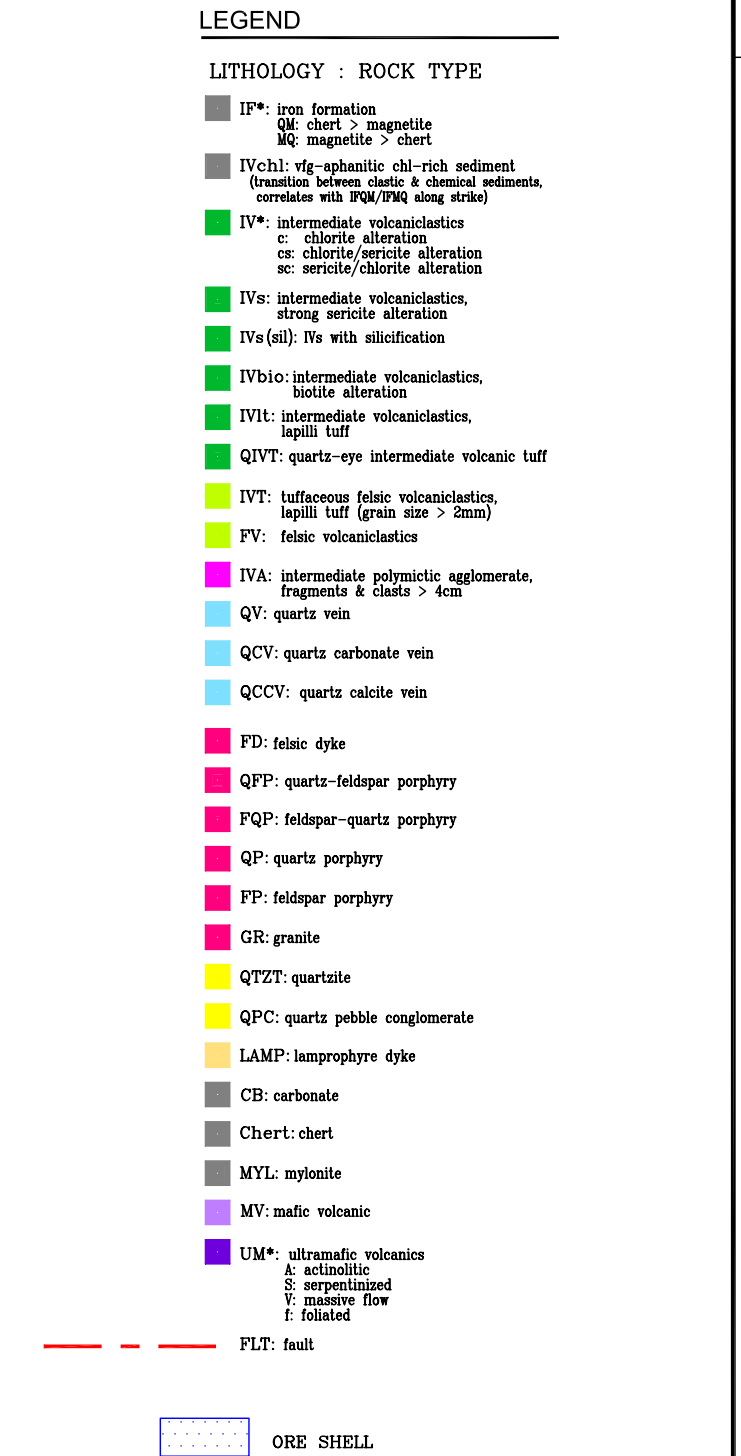 LEGEND
LITHOLOGY : ROCK TYPE
IF*: iron formation
QM: chert > magnetite
MQ: magnetite > chert
IVchl: vfg-aphanitic chl-rich sediment
(transition between clastic & chemical sediments,
correlates with IFQM/IFMQ along strike)
IV*: intermediate volcaniclastics
c: chlorite alteration
cs: chlorite/sericite alteration
sc: sericite/chlorite alteration
IVs: intermediate volcaniclastics,
strong sericite alteration
IVs(sil): IVs with silicification
IVbio: intermediate volcaniclastics,
biotite alteration
IVlt: intermediate volcaniclastics,
lapilli tuff
QIVT: quartz-eye intermediate volcanic tuff
IVT: tuffaceous felsic volcaniclastics,
lapilli tuff (grain size > 2mm)
FV: felsic volcaniclastics
IVA: intermediate polymictic agglomerate,
fragments & clasts > 4cm
QV: quartz vein
QCV: quartz carbonate vein
QCCV: quartz calcite vein
FD: felsic dyke
QFP: quartz-feldspar porphyry
FQP: feldspar-quartz porphyry
QP: quartz porphyry
FP: feldspar porphyry
GR: granite
QTZT: quartzite
QPC: quartz pebble conglomerate
LAMP: lamprophyre dyke
CB: carbonate
Chert: chert
MYL: mylonite
MV: mafic volcanic
UM*: ultramafic volcanics
A: actinolitic
S: serpentinized
V: massive flow
f: foliated
FLT: fault
ORE SHELL